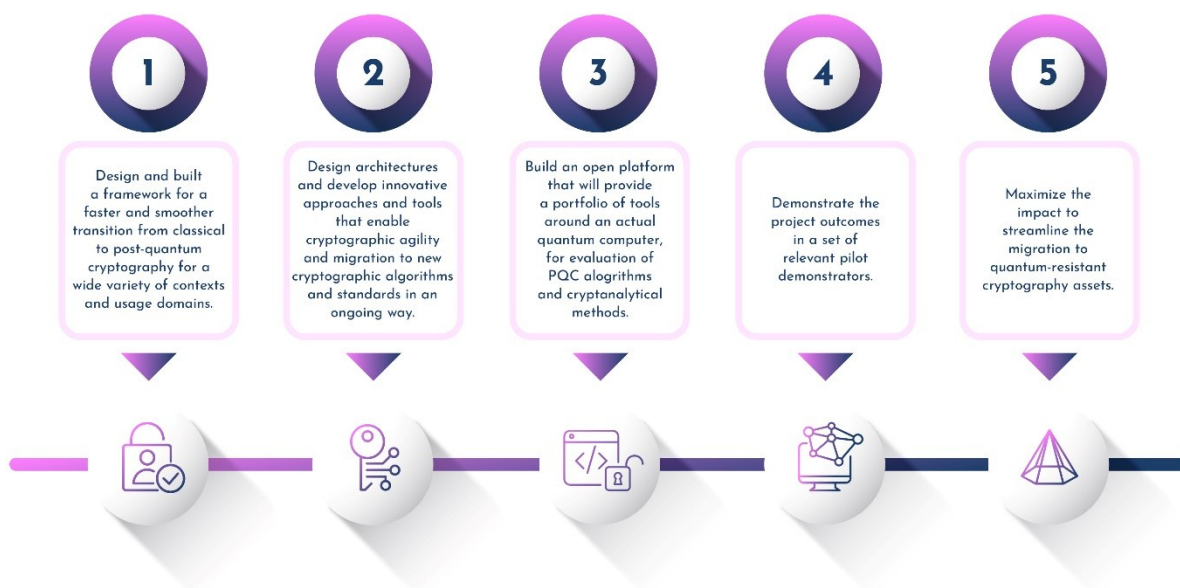 1
Design and built
a framework for a
faster and smoother
transition from classical
to post-quantum
cryptography for a
wide variety of contexts
and usage domains.
2
Design architectures
and develop innovative
approaches and tools
that enable
cryptographic agility
and migration to new
cryptographic algorithms
and standards in an
ongoing way.
3
Build an open platform
that will provide
a portfolio of tools
around an actual
quantum computer,
for evaluation of
PQC alogrithms
and cryptanalytical
methods.
4
Demonstrate the
project outcomes
in a set of
relevant pilot
demonstrators.
5
Maximize the
impact to
streamline the
migration to
quantum-resistant
cryptography assets.
</>